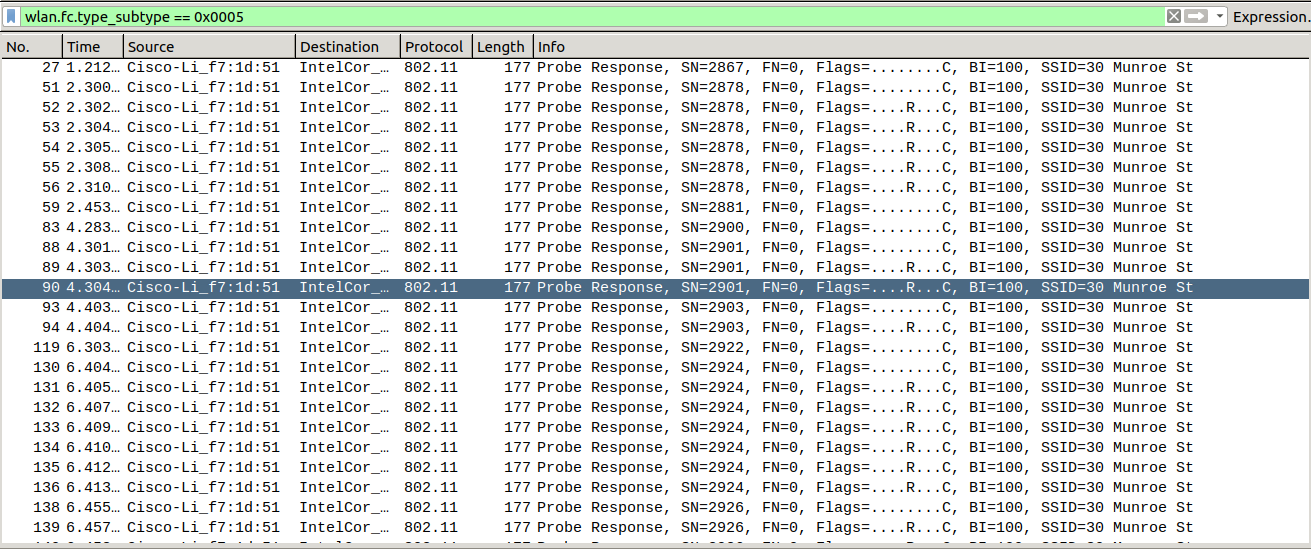 wlan.fc.type_subtype == 0x0005 Expression.
No. Time Source Destination Protocol Length Info
27 1.212… Cisco-Li_f7:1d:51 IntelCor_… 802.11 177 Probe Response, SN=2867, FN=0, Flags=........C, BI=100, SSID=30 Munroe St
51 2.300… Cisco-Li_f7:1d:51 IntelCor_… 802.11 177 Probe Response, SN=2878, FN=0, Flags=........C, BI=100, SSID=30 Munroe St
52 2.302… Cisco-Li_f7:1d:51 IntelCor_… 802.11 177 Probe Response, SN=2878, FN=0, Flags=....R...C, BI=100, SSID=30 Munroe St
53 2.304… Cisco-Li_f7:1d:51 IntelCor_… 802.11 177 Probe Response, SN=2878, FN=0, Flags=....R...C, BI=100, SSID=30 Munroe St
54 2.305… Cisco-Li_f7:1d:51 IntelCor_… 802.11 177 Probe Response, SN=2878, FN=0, Flags=....R...C, BI=100, SSID=30 Munroe St
55 2.308… Cisco-Li_f7:1d:51 IntelCor_… 802.11 177 Probe Response, SN=2878, FN=0, Flags=....R...C, BI=100, SSID=30 Munroe St
56 2.310… Cisco-Li_f7:1d:51 IntelCor_… 802.11 177 Probe Response, SN=2878, FN=0, Flags=....R...C, BI=100, SSID=30 Munroe St
59 2.453… Cisco-Li_f7:1d:51 IntelCor_… 802.11 177 Probe Response, SN=2881, FN=0, Flags=........C, BI=100, SSID=30 Munroe St
83 4.283… Cisco-Li_f7:1d:51 IntelCor_… 802.11 177 Probe Response, SN=2900, FN=0, Flags=........C, BI=100, SSID=30 Munroe St
88 4.301… Cisco-Li_f7:1d:51 IntelCor_… 802.11 177 Probe Response, SN=2901, FN=0, Flags=........C, BI=100, SSID=30 Munroe St
89 4.303… Cisco-Li_f7:1d:51 IntelCor_… 802.11 177 Probe Response, SN=2901, FN=0, Flags=....R...C, BI=100, SSID=30 Munroe St
90 4.304… Cisco-Li_f7:1d:51 IntelCor_… 802.11 177 Probe Response, SN=2901, FN=0, Flags=....R...C, BI=100, SSID=30 Munroe St
93 4.403… Cisco-Li_f7:1d:51 IntelCor_… 802.11 177 Probe Response, SN=2903, FN=0, Flags=........C, BI=100, SSID=30 Munroe St
94 4.404… Cisco-Li_f7:1d:51 IntelCor_… 802.11 177 Probe Response, SN=2903, FN=0, Flags=....R...C, BI=100, SSID=30 Munroe St
119 6.303… Cisco-Li_f7:1d:51 IntelCor_… 802.11 177 Probe Response, SN=2922, FN=0, Flags=........C, BI=100, SSID=30 Munroe St
130 6.404… Cisco-Li_f7:1d:51 IntelCor_… 802.11 177 Probe Response, SN=2924, FN=0, Flags=........C, BI=100, SSID=30 Munroe St
131 6.405… Cisco-Li_f7:1d:51 IntelCor_… 802.11 177 Probe Response, SN=2924, FN=0, Flags=....R...C, BI=100, SSID=30 Munroe St
132 6.407… Cisco-Li_f7:1d:51 IntelCor_… 802.11 177 Probe Response, SN=2924, FN=0, Flags=....R...C, BI=100, SSID=30 Munroe St
133 6.409… Cisco-Li_f7:1d:51 IntelCor_… 802.11 177 Probe Response, SN=2924, FN=0, Flags=....R...C, BI=100, SSID=30 Munroe St
134 6.410… Cisco-Li_f7:1d:51 IntelCor_… 802.11 177 Probe Response, SN=2924, FN=0, Flags=....R...C, BI=100, SSID=30 Munroe St
135 6.412… Cisco-Li_f7:1d:51 IntelCor_… 802.11 177 Probe Response, SN=2924, FN=0, Flags=....R...C, BI=100, SSID=30 Munroe St
136 6.413… Cisco-Li_f7:1d:51 IntelCor_… 802.11 177 Probe Response, SN=2924, FN=0, Flags=....R...C, BI=100, SSID=30 Munroe St
138 6.455… Cisco-Li_f7:1d:51 IntelCor_… 802.11 177 Probe Response, SN=2926, FN=0, Flags=........C, BI=100, SSID=30 Munroe St
139 6.457… Cisco-Li_f7:1d:51 IntelCor_… 802.11 177 Probe Response, SN=2926, FN=0, Flags=....R...C, BI=100, SSID=30 Munroe St